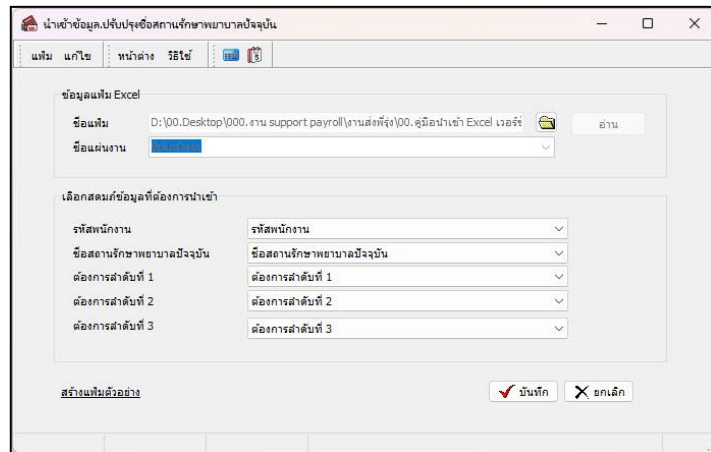 นำเข้าข้อมูล.ปรับปรุงชื่อสถานรักษาพยาบาลปัจจุบัน
แฟ้ม แก้ไข หน้าต่าง วิธีใช้
ข้อมูลแฟ้ม Excel
ชื่อแฟ้ม D:\00.Desktop\000.งาน support payroll\งานส่งพี่รุ่ง\00.คู่มือนำเข้า Excel เวอร์ช อ่าน
ชื่อแผ่นงาน
เลือกสดมภ์ข้อมูลที่ต้องการนำเข้า
รหัสพนักงาน รหัสพนักงาน
ชื่อสถานรักษาพยาบาลปัจจุบัน ชื่อสถานรักษาพยาบาลปัจจุบัน
ต้องการลำดับที่ 1 ต้องการลำดับที่ 1
ต้องการลำดับที่ 2 ต้องการลำดับที่ 2
ต้องการลำดับที่ 3 ต้องการลำดับที่ 3
สร้างแฟ้มตัวอย่าง บันทึก ยกเลิก